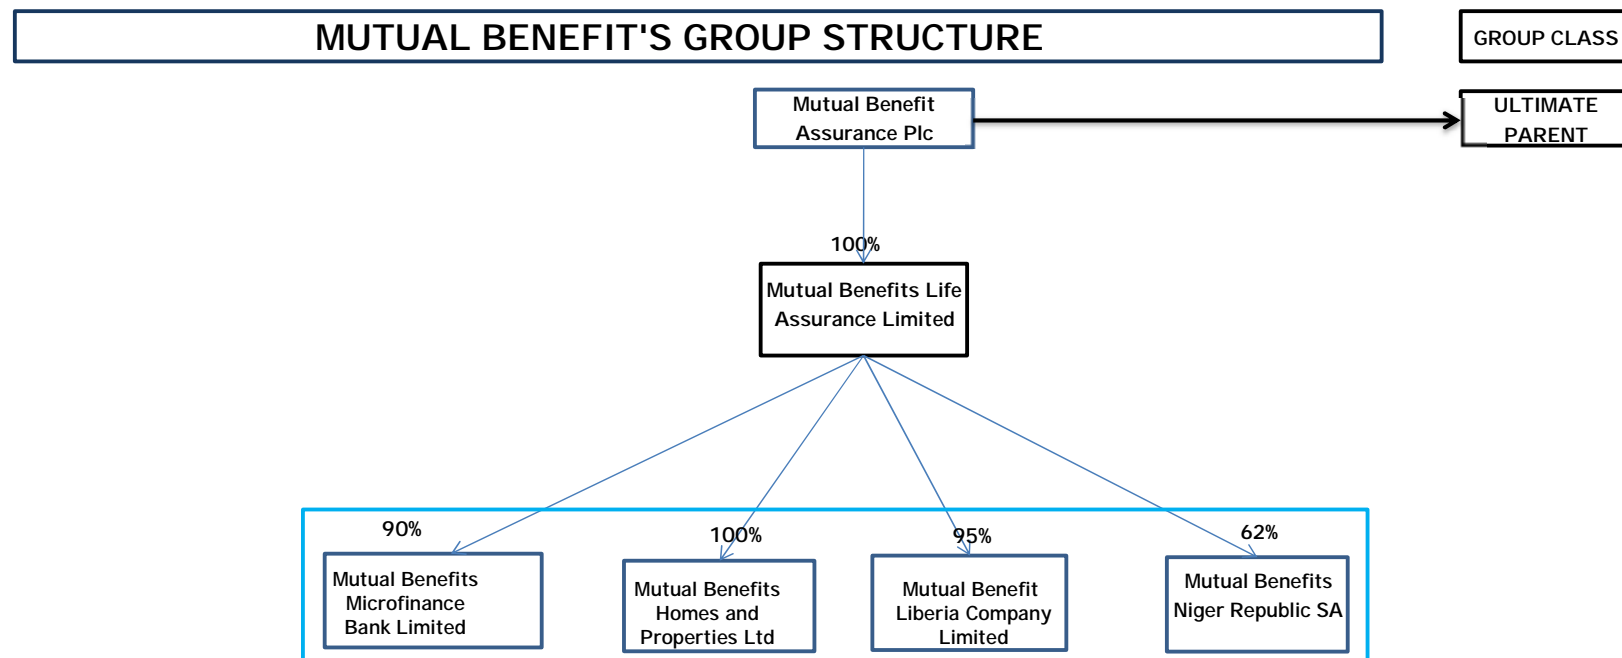 MUTUAL BENEFIT'S GROUP STRUCTURE
GROUP CLASS
Mutual Benefit
Assurance Plc
ULTIMATE
PARENT
100%
Mutual Benefits Life
Assurance Limited
90%
100%
95%
62%
Mutual Benefits
Microfinance
Bank Limited
Mutual Benefits
Homes and
Properties Ltd
Mutual Benefit
Liberia Company
Limited
Mutual Benefits
Niger Republic SA